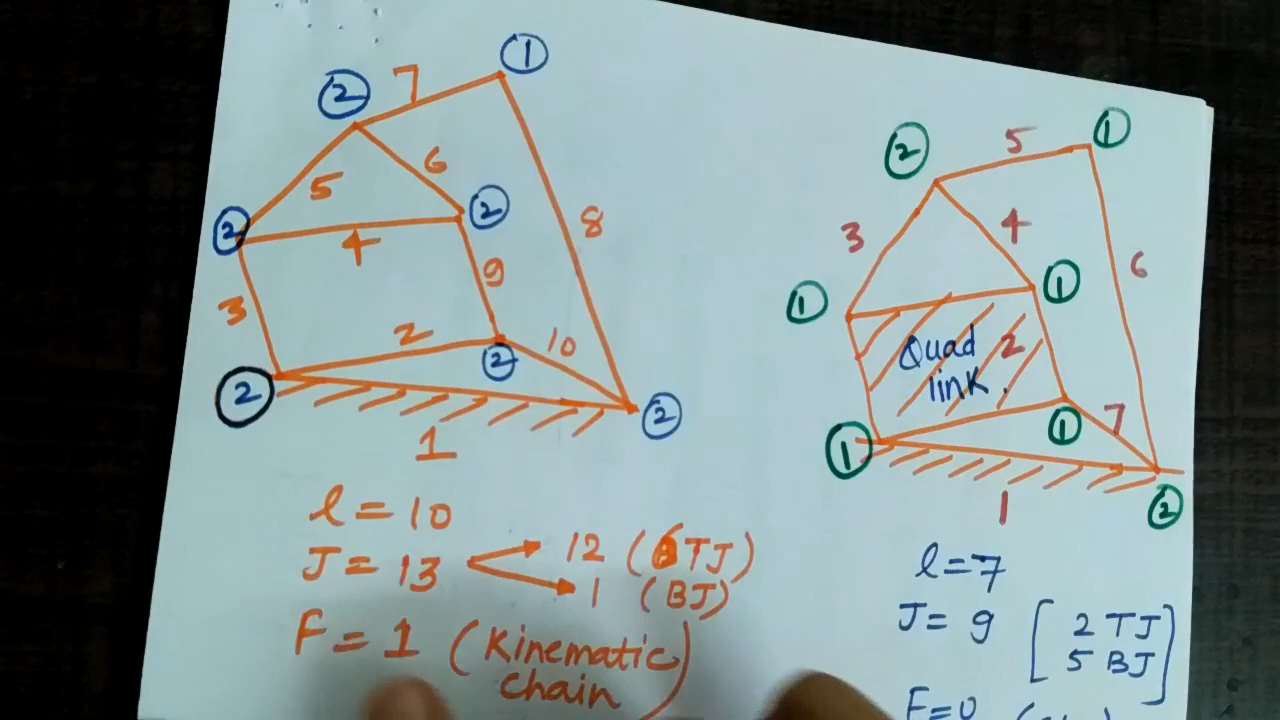 7
①
②
6
5
②
②
4
8
9
3
2
10
②
②
②
1
l = 10
J = 13
12 (6TJ)
1 (BJ)
F = 1 (Kinematic
Chain)
5
①
②
4
3
6
①
①
Quad 2
link.
7
①
①
②
1
l=7
J= 9 [ 2 TJ
5 BJ ]
F=0